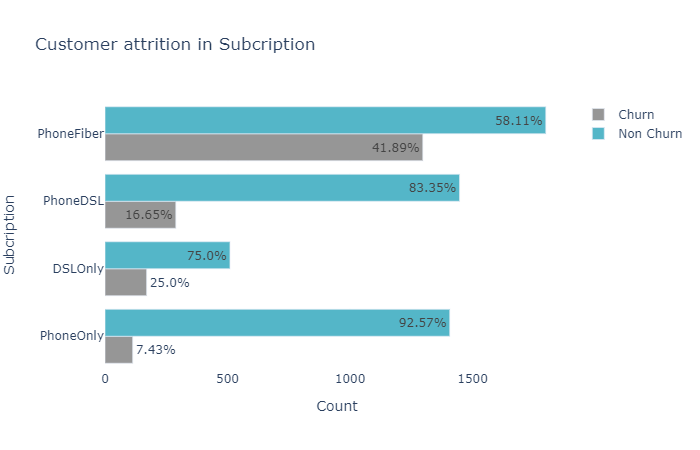 Customer attrition in Subcription
Churn
Non Churn
Subcription
PhoneFiber
58.11%
41.89%
PhoneDSL
83.35%
16.65%
DSLOnly
75.0%
25.0%
PhoneOnly
92.57%
7.43%
0 500 1000 1500
Count